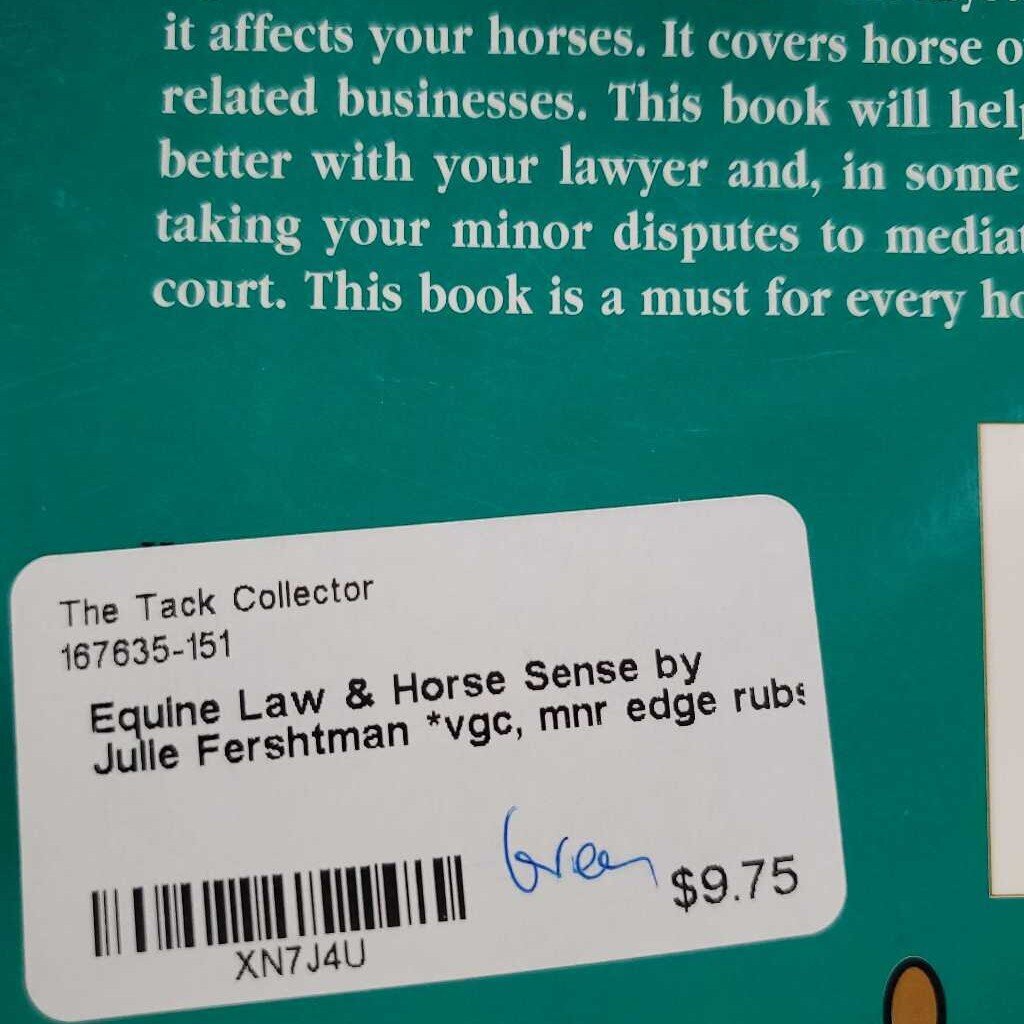 it affects your horses. It covers horse
related businesses. This book will
better with your lawyer and, in some
taking your minor disputes to
court. This book is a must for every
The Tack Collector
167635-151
Equine Law & Horse Sense by
Julie Fershtman *vgc, mnr edge rubs
Green
$9.75
XN7J4U